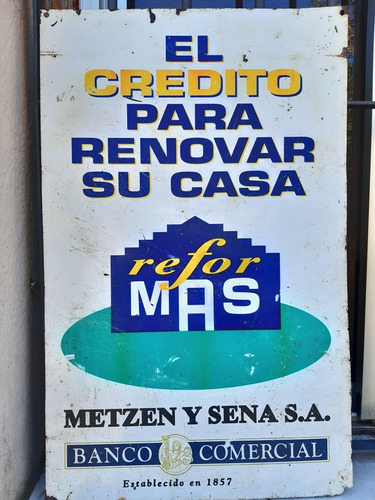 EL
CREDITO
PARA
RENOVAR
SU CASA
refor
MAS
METZEN Y SENA S.A.
BANCO COMERCIAL
Establecido en 1857